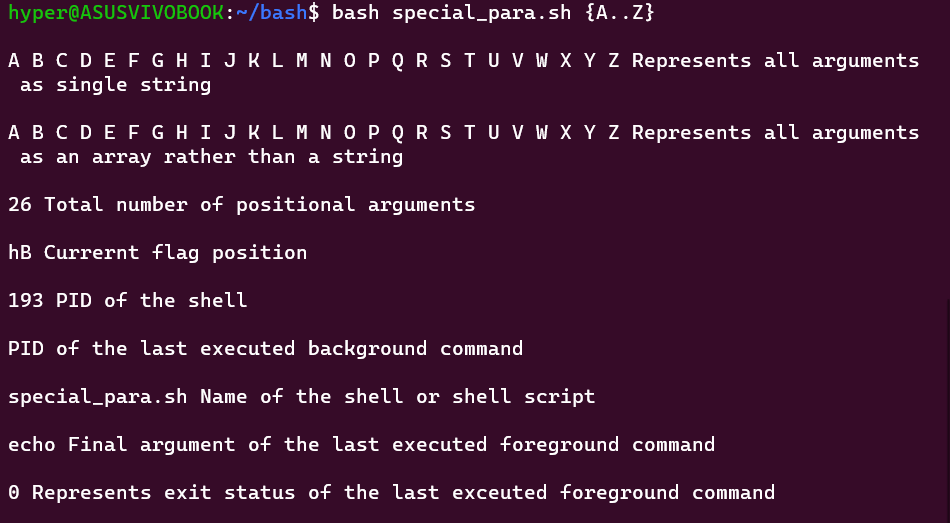 hyper@ASUSVIVOBOOK:~/bash$ bash special_para.sh {A..Z}
A B C D E F G H I J K L M N O P Q R S T U V W X Y Z Represents all arguments
as single string
A B C D E F G H I J K L M N O P Q R S T U V W X Y Z Represents all arguments
as an array rather than a string
26 Total number of positional arguments
hB Currernt flag position
193 PID of the shell
PID of the last executed background command
special_para.sh Name of the shell or shell script
echo Final argument of the last executed foreground command
0 Represents exit status of the last exceuted foreground command